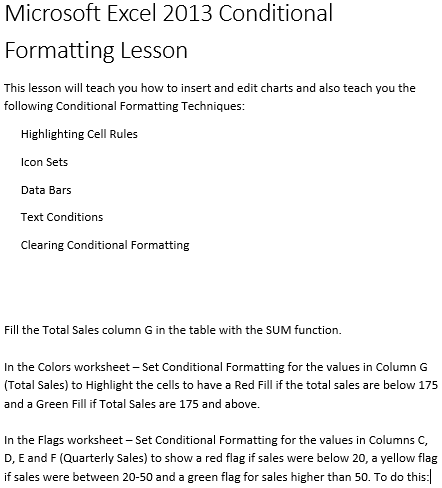 Microsoft Excel 2013 Conditional
Formatting Lesson
This lesson will teach you how to insert and edit charts and also teach you the
following Conditional Formatting Techniques:
Highlighting Cell Rules
Icon Sets
Data Bars
Text Conditions
Clearing Conditional Formatting
Fill the Total Sales column G in the table with the SUM function.
In the Colors worksheet – Set Conditional Formatting for the values in Column G
(Total Sales) to Highlight the cells to have a Red Fill if the total sales are below 175
and a Green Fill if Total Sales are 175 and above.
In the Flags worksheet – Set Conditional Formatting for the values in Columns C,
D, E and F (Quarterly Sales) to show a red flag if sales were below 20, a yellow flag
if sales were between 20-50 and a green flag for sales higher than 50. To do this: